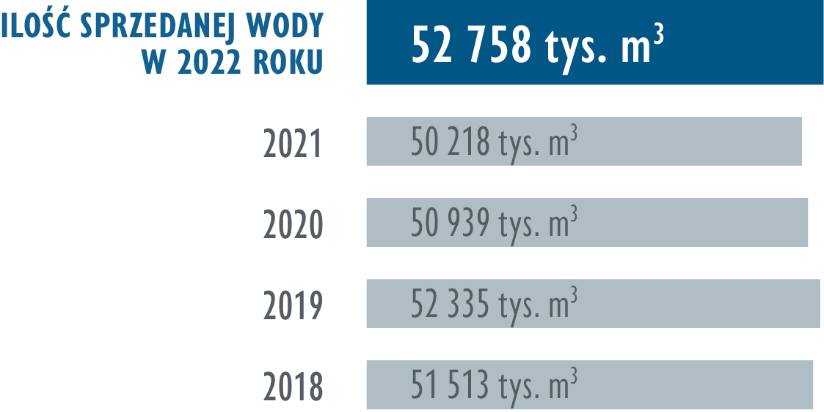 ILOŚĆ SPRZEDANEJ WODY
W 2022 ROKU
52 758 tys. m³
2021
50 218 tys. m³
2020
50 939 tys. m³
2019
52 335 tys. m³
2018
51 513 tys. m³